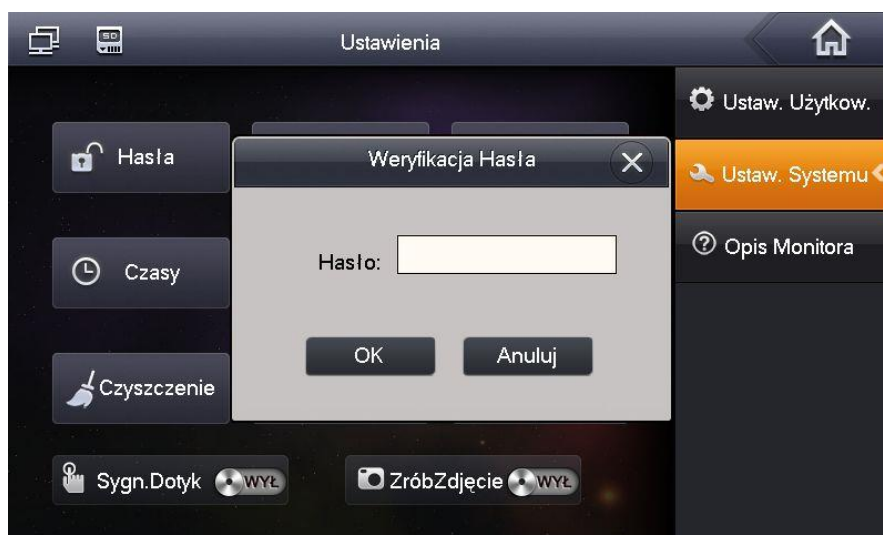 SD
Ustawienia
Ustaw. Użytkow.
Hasła
Weryfikacja Hasła
Ustaw. Systemu
Hasło:
Opis Monitora
Czasy
OK
Anuluj
Czyszczenie
Sygn.Dotyk
WYŁ
ZróbZdjęcie
WYŁ